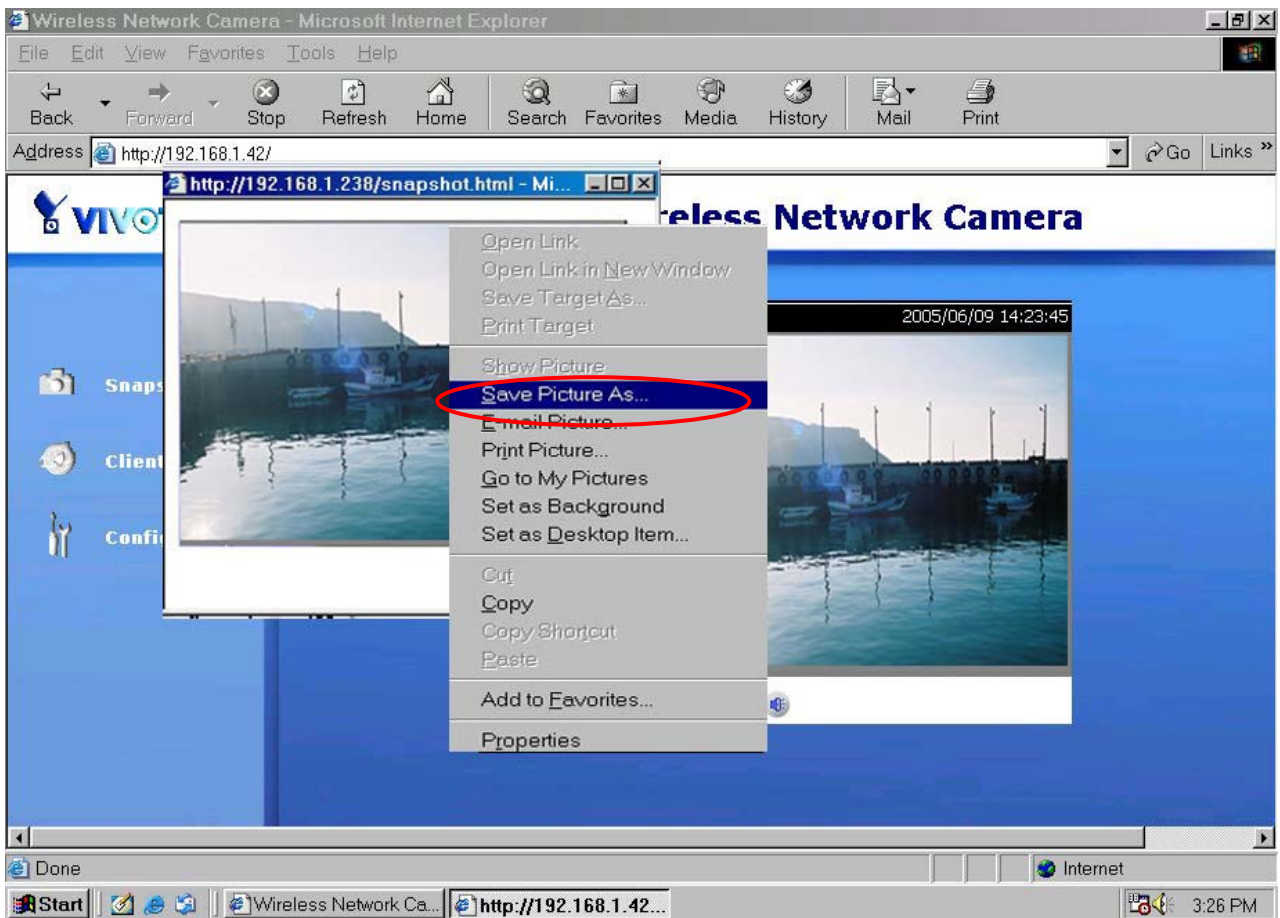 Wireless Network Camera - Microsoft Internet Explorer
File Edit View Favorites Tools Help
Back Forward Stop Refresh Home Search Favorites Media History Mail Print
Address http://192.168.1.42/ Go Links »
http://192.168.1.238/snapshot.html - Mi...
VIVO
reless Network Camera
2005/06/09 14:23:45
Snaps
Client
Confi
Open Link
Open Link in New Window
Save Target As...
Print Target
Show Picture
Save Picture As...
E-mail Picture...
Print Picture...
Go to My Pictures
Set as Background
Set as Desktop Item...
Cut
Copy
Copy Shortcut
Paste
Add to Favorites...
Properties
Done Internet
Start Wireless Network Ca... http://192.168.1.42... 3:26 PM